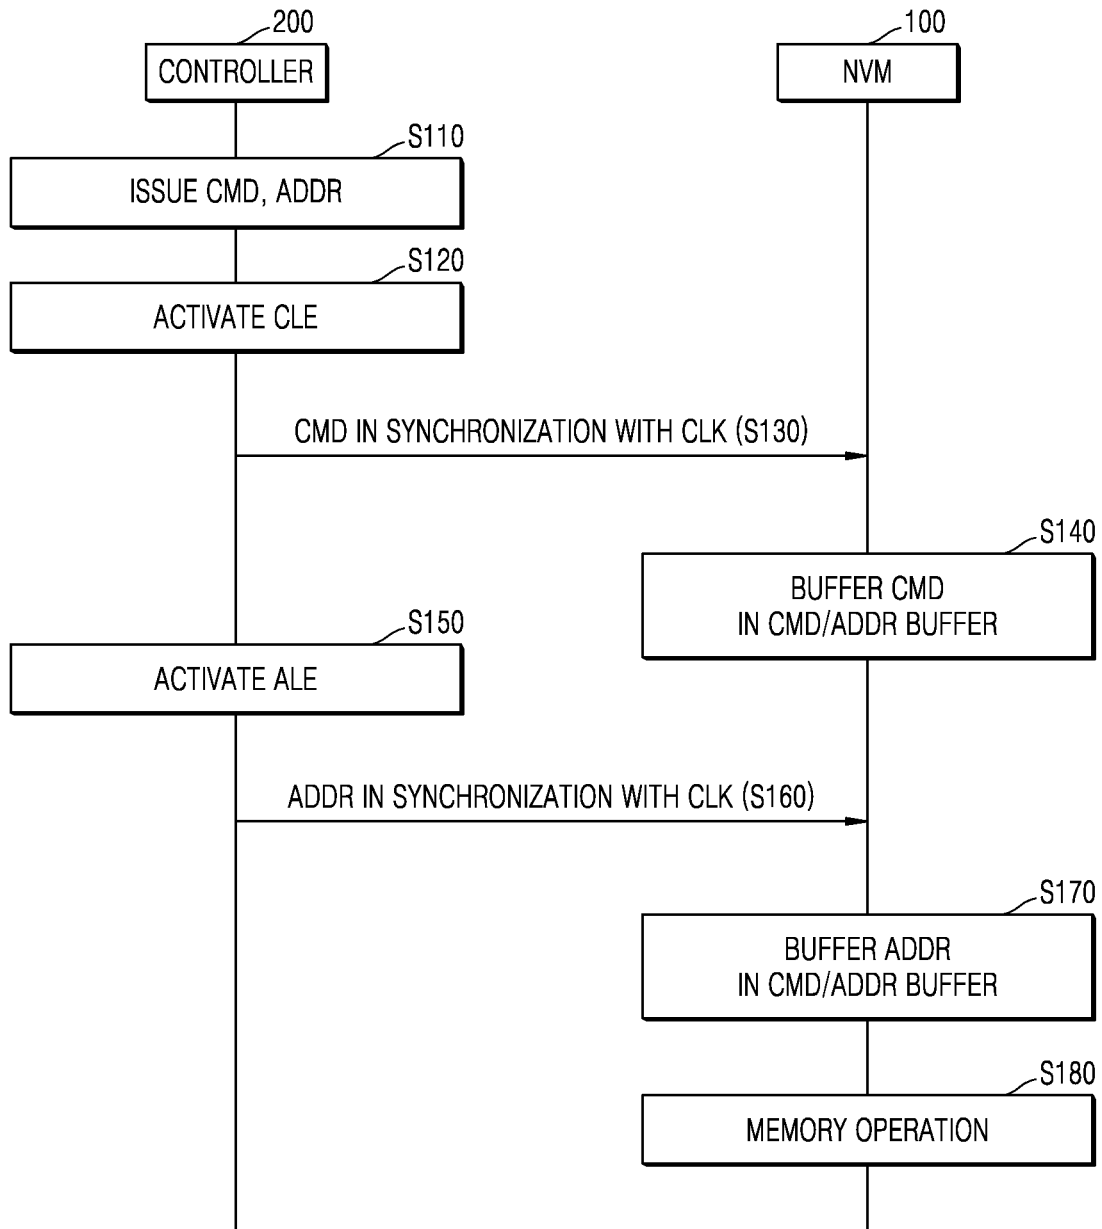 200
100
CONTROLLER
NVM
S110
ISSUE CMD, ADDR
S120
ACTIVATE CLE
CMD IN SYNCHRONIZATION WITH CLK (S130)
S140
BUFFER CMD
IN CMD/ADDR BUFFER
S150
ACTIVATE ALE
ADDR IN SYNCHRONIZATION WITH CLK (S160)
S170
BUFFER ADDR
IN CMD/ADDR BUFFER
S180
MEMORY OPERATION